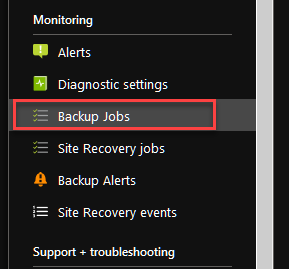 Monitoring
Alerts
Diagnostic settings
Backup Jobs
Site Recovery jobs
Backup Alerts
Site Recovery events
Support + troubleshooting